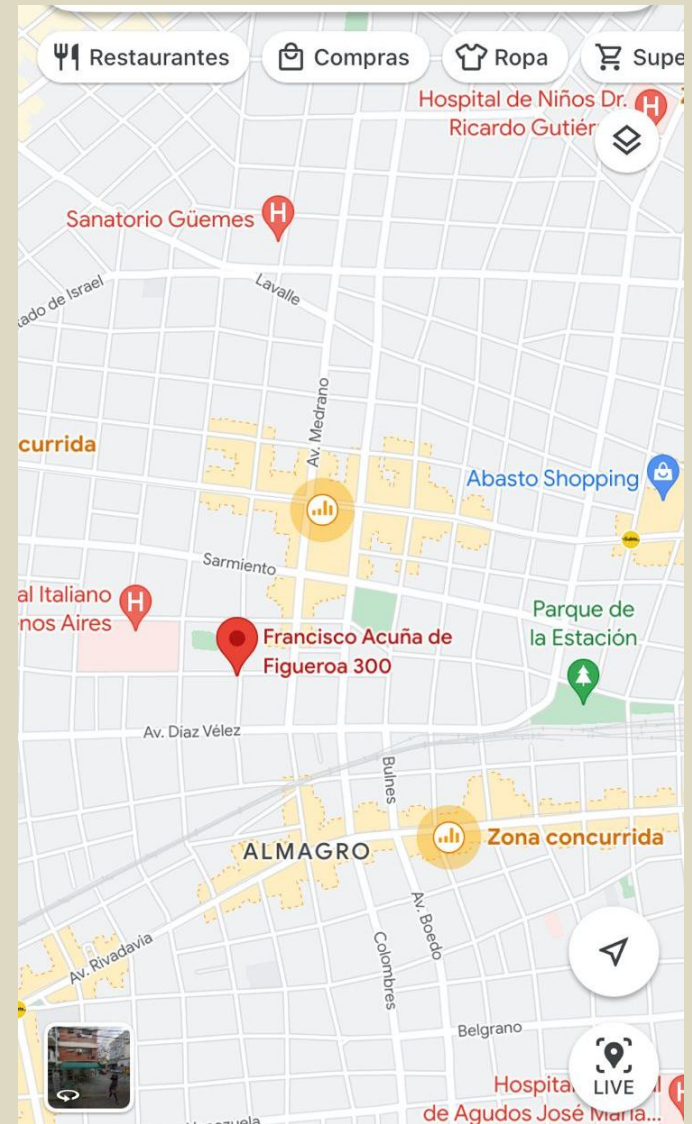 Restaurantes
Compras
Ropa
Supe
Hospital de Niños Dr.
Ricardo Gutiér
Sanatorio Güemes
tado de Israel
Lavalle
Av. Medrano
currida
Abasto Shopping
Sarmiento
al Italiano
nos Aires
Francisco Acuña de
Figueroa 300
Parque de
la Estación
Av. Díaz Vélez
Bulnes
ALMAGRO
Zona concurrida
Av. Boedo
Av. Rivadavia
Colombres
Belgrano
LIVE
Hospita
de Agudos José María...